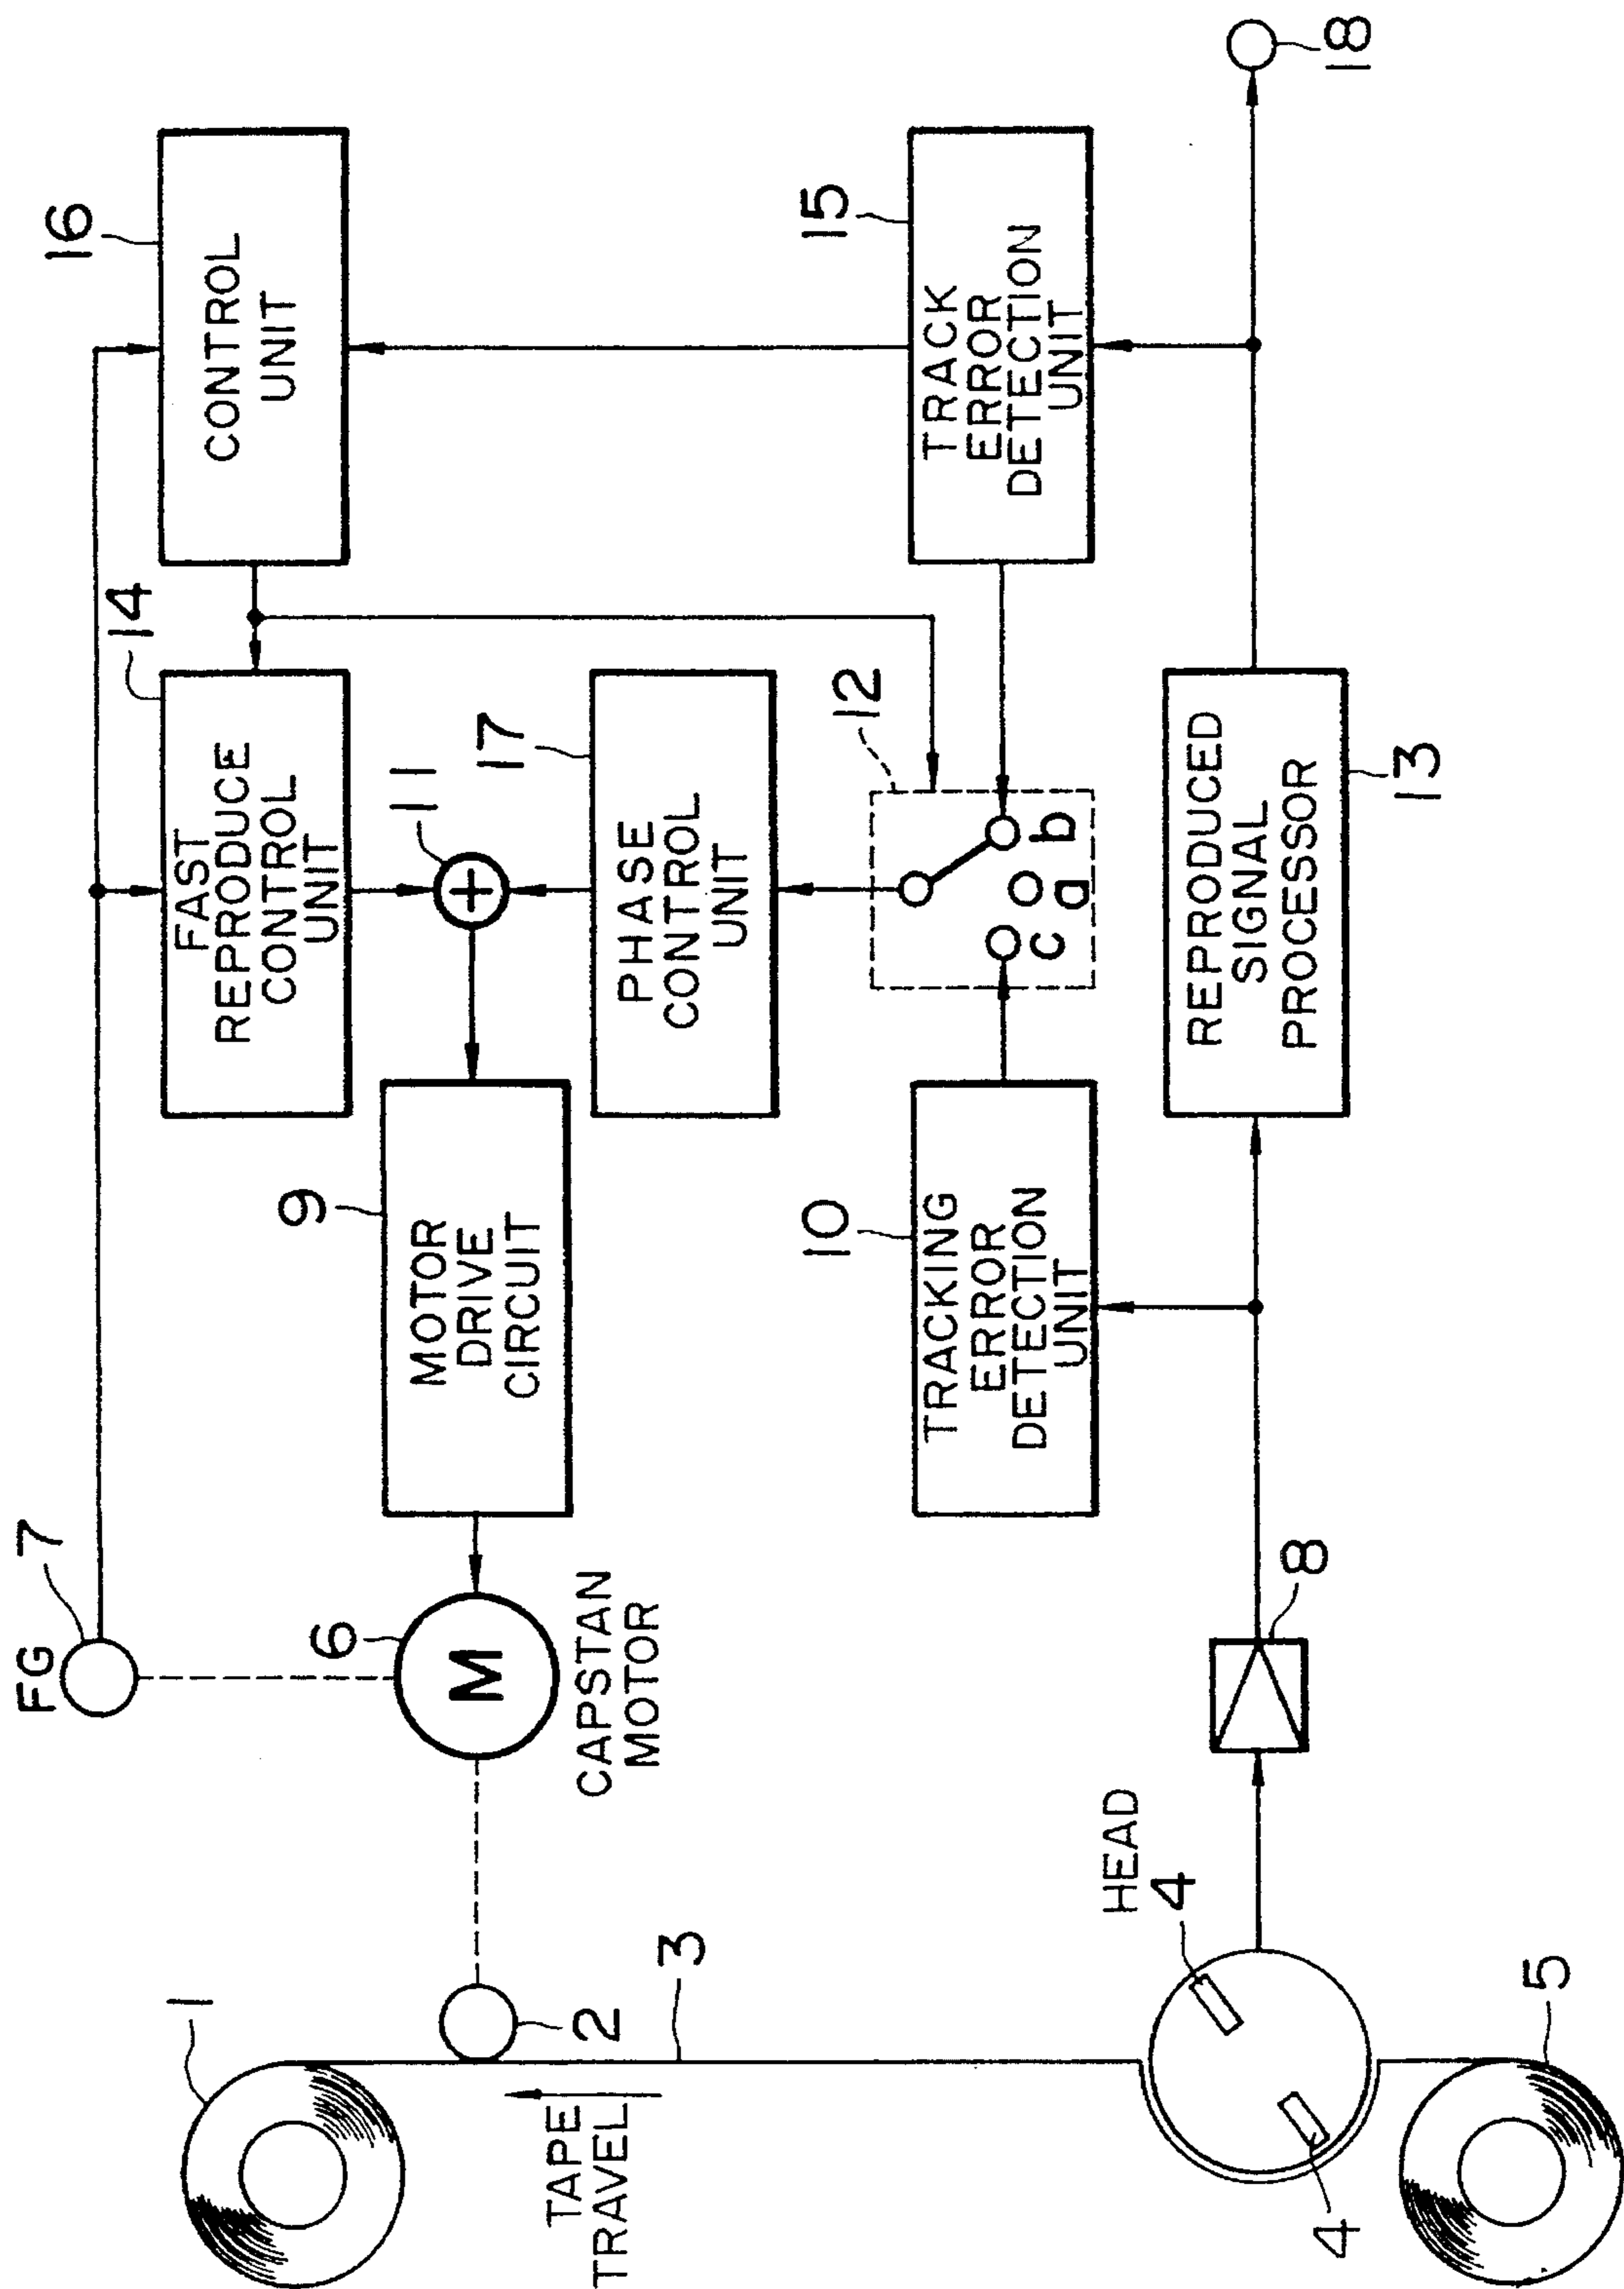 FG
7
16
CONTROL
UNIT
14
FAST
REPRODUCE
CONTROL
UNIT
9
MOTOR
DRIVE
CIRCUIT
11
+
17
PHASE
CONTROL
UNIT
1
2
3
TAPE
TRAVEL
6
M
CAPSTAN
MOTOR
10
TRACKING
ERROR
DETECTION
UNIT
12
c
a
b
15
TRACK
ERROR
DETECTION
UNIT
HEAD
4
4
5
8
REPRODUCED
SIGNAL
PROCESSOR
13
18